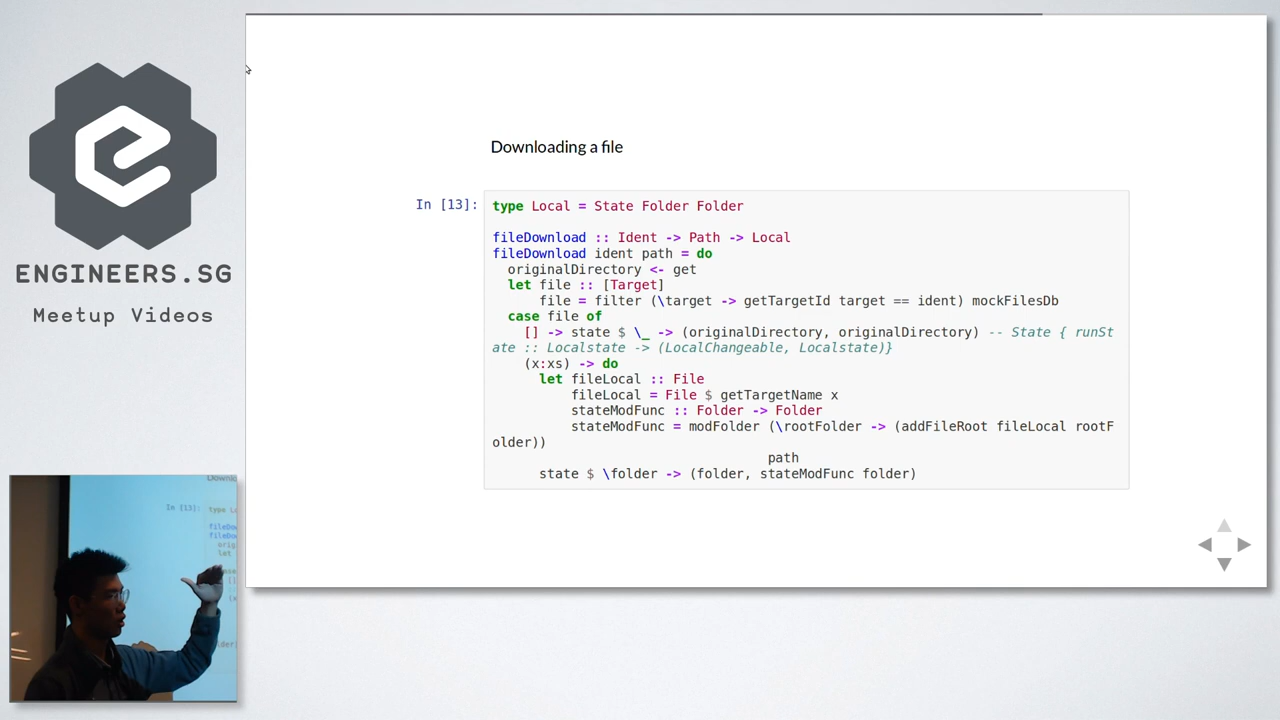 ENGINEERS.SG
Meetup Videos
Downloading a file
In [13]:
type Local = State Folder Folder
fileDownload :: Ident -> Path -> Local
fileDownload ident path = do
originalDirectory <- get
let file :: [Target]
file = filter (\target -> getTargetId target == ident) mockFilesDb
case file of
[] -> state $ \_ -> (originalDirectory, originalDirectory) -- State { runSt
ate :: Localstate -> (LocalChangeable, Localstate)}
(x:xs) -> do
let fileLocal :: File
fileLocal = File $ getTargetName x
stateModFunc :: Folder -> Folder
stateModFunc = modFolder (\rootFolder -> (addFileRoot fileLocal rootF
older))
path
state $ \folder -> (folder, stateModFunc folder)
In [13]: